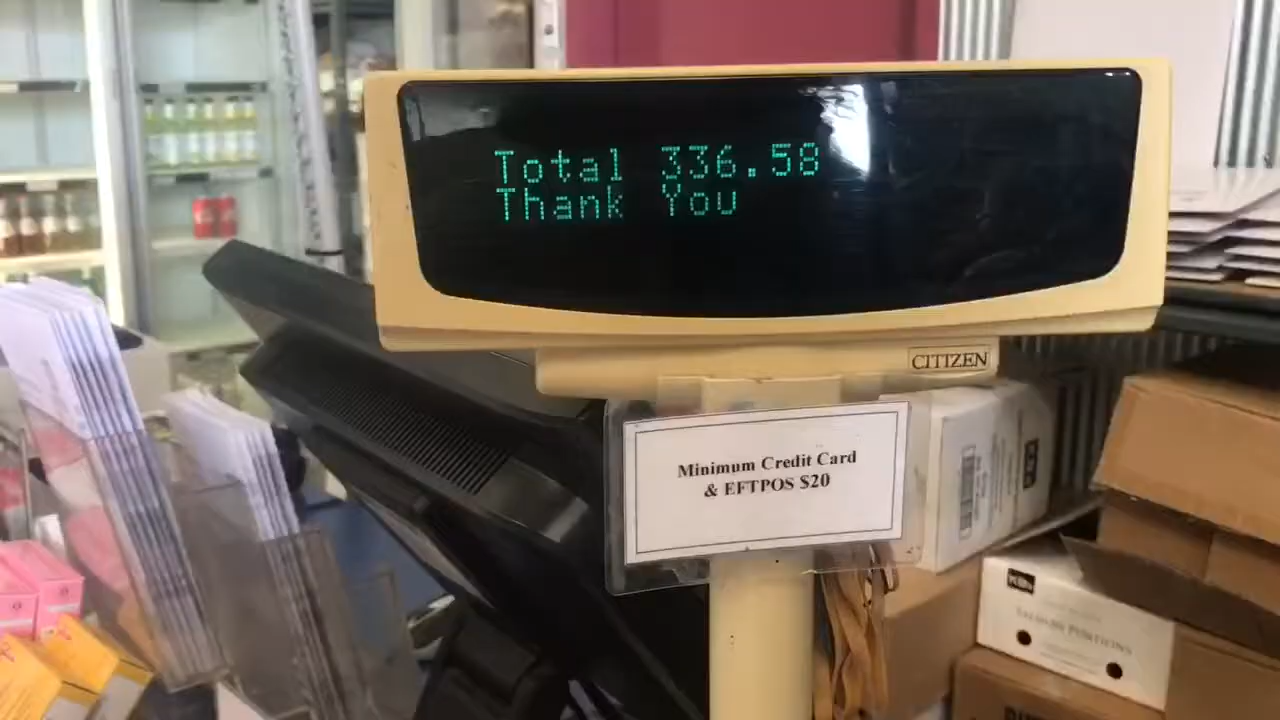 Total 336.58
Thank You
CITIZEN
Minimum Credit Card
& EFTPOS $20